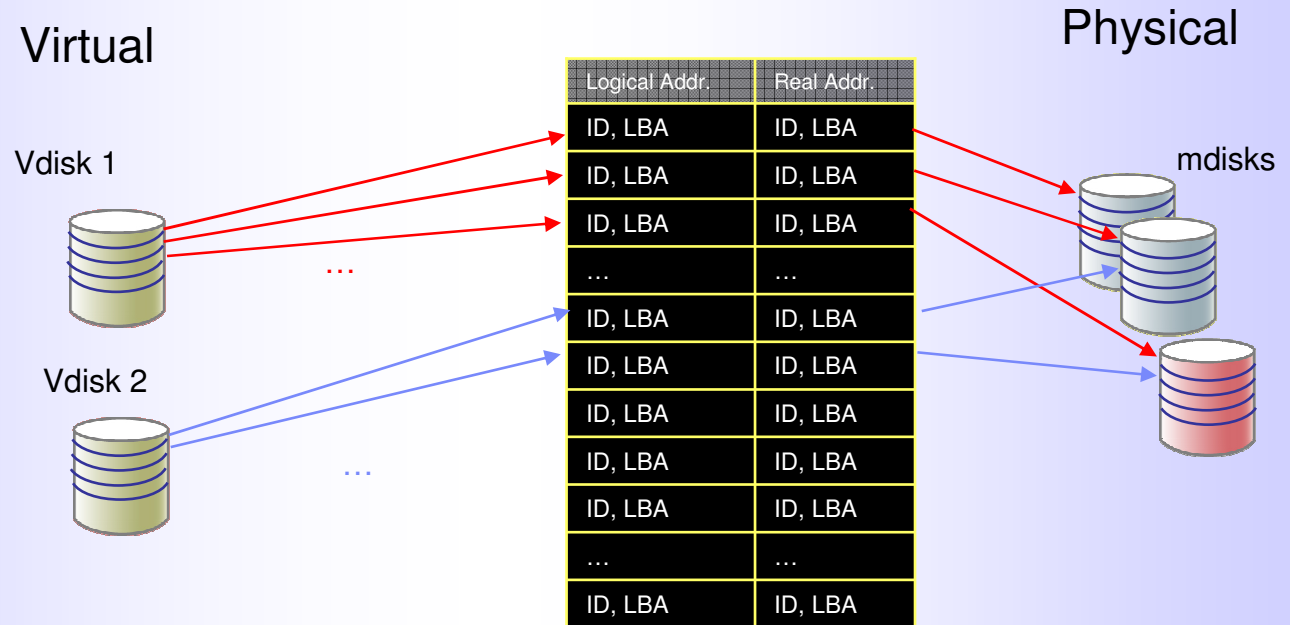 Virtual
Physical
Logical Addr. Real Addr.
ID, LBA ID, LBA
Vdisk 1
mdisks
ID, LBA ID, LBA
ID, LBA ID, LBA
...
… …
ID, LBA ID, LBA
Vdisk 2
ID, LBA ID, LBA
ID, LBA ID, LBA
...
ID, LBA ID, LBA
ID, LBA ID, LBA
… …
ID, LBA ID, LBA